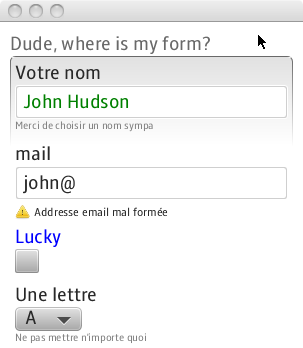 Dude, where is my form?
Votre nom
John Hudson
Merci de choisir un nom sympa
mail
john@
Addresse email mal formée
Lucky
Une lettre
A
Ne pas mettre n'importe quoi